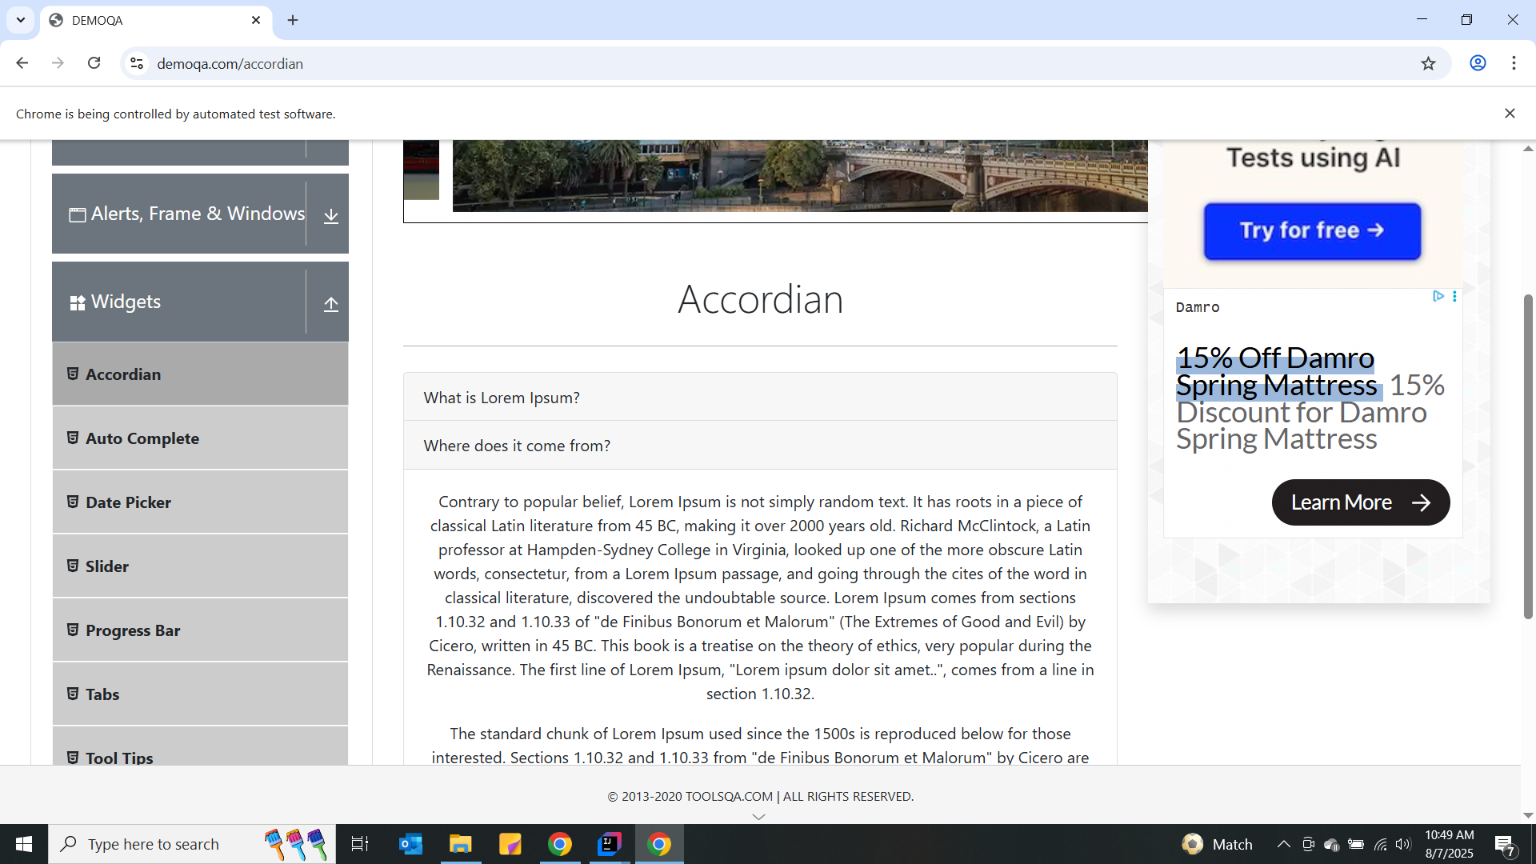 DEMOQA
demoqa.com/accordian
Chrome is being controlled by automated test software.
Alerts, Frame & Windows
Widgets
Accordian
Auto Complete
Date Picker
Slider
Progress Bar
Tabs
Tool Tips
Accordian
What is Lorem Ipsum?
Where does it come from?
Contrary to popular belief, Lorem Ipsum is not simply random text. It has roots in a piece of
classical Latin literature from 45 BC, making it over 2000 years old. Richard McClintock, a Latin
professor at Hampden-Sydney College in Virginia, looked up one of the more obscure Latin
words, consectetur, from a Lorem Ipsum passage, and going through the cites of the word in
classical literature, discovered the undoubtable source. Lorem Ipsum comes from sections
1.10.32 and 1.10.33 of "de Finibus Bonorum et Malorum" (The Extremes of Good and Evil) by
Cicero, written in 45 BC. This book is a treatise on the theory of ethics, very popular during the
Renaissance. The first line of Lorem Ipsum, "Lorem ipsum dolor sit amet..", comes from a line in
section 1.10.32.
The standard chunk of Lorem Ipsum used since the 1500s is reproduced below for those
interested. Sections 1.10.32 and 1.10.33 from "de Finibus Bonorum et Malorum" by Cicero are
Tests using AI
Try for free →
Damro
15% Off Damro
Spring Mattress 15%
Discount for Damro
Spring Mattress
Learn More →
© 2013-2020 TOOLSQA.COM | ALL RIGHTS RESERVED.
Type here to search
Match
10:49 AM
8/7/2025
7